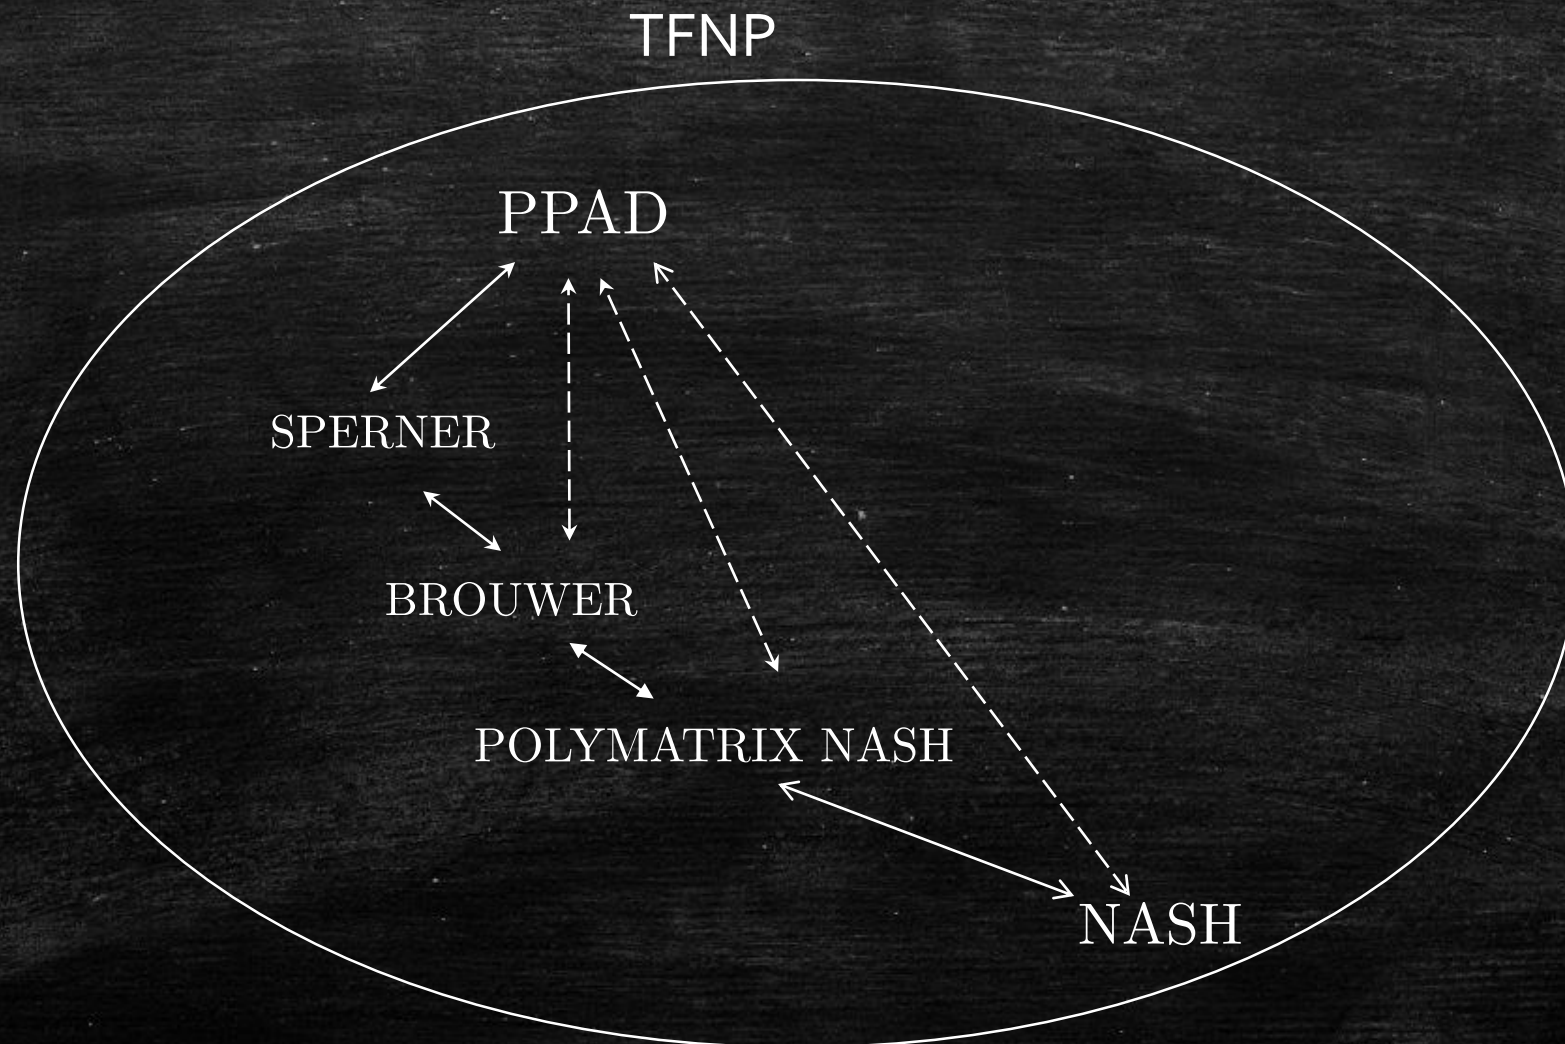 TFNP
PPAD
SPERNER
BROUWER
POLYMATRIX NASH
NASH